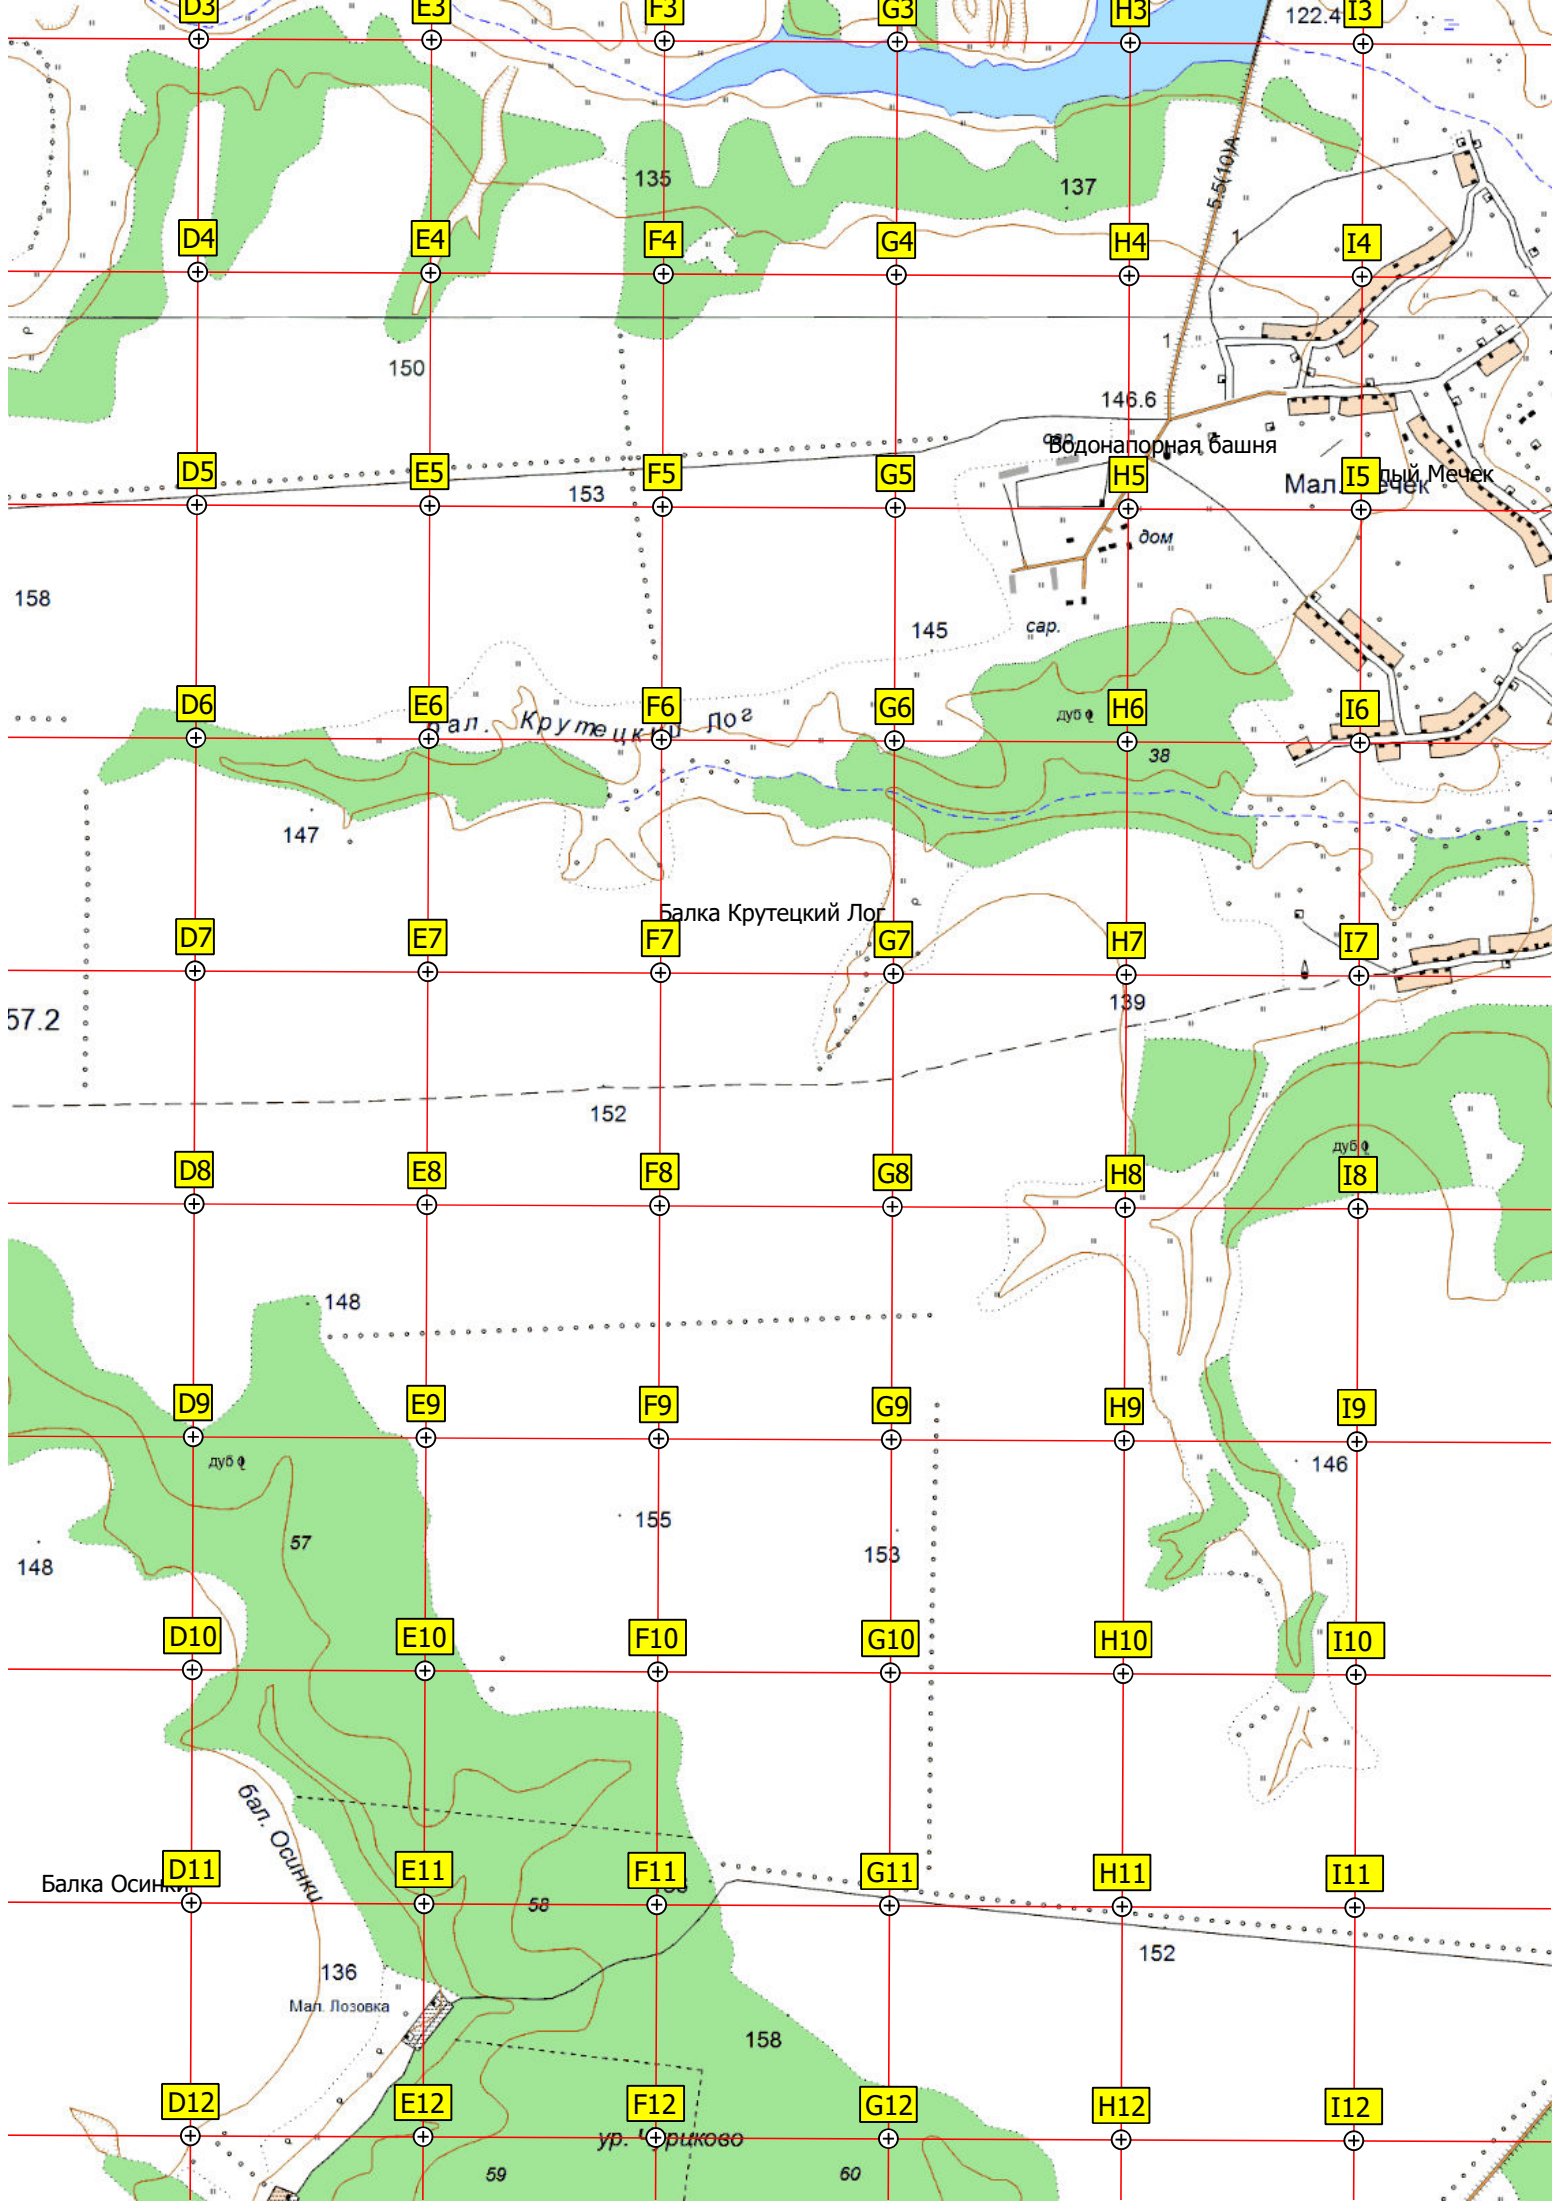 D3 E3 F3 G3 H3 122.4 I3
135
137
5.5(10)А
1
D4 E4 F4 G4 H4 I4
1
150
146.6
сар.
Водонапорная башня
D5 E5 F5 G5 H5 I5
153
Мал.
Мечек
дом
158
145
сар.
D6 E6 F6 G6 H6 I6
Бал. Крутецкий Лог
дуб
38
147
Балка Крутецкий Лог
D7 E7 F7 G7 H7 I7
139
57.2
152
дуб
D8 E8 F8 G8 H8 I8
148
D9 E9 F9 G9 H9 I9
дуб
146
57
155
153
148
D10 E10 F10 G10 H10 I10
бал. Осинки
D11 E11 F11 G11 H11 I11
Балка Осинки
58
152
136
Мал. Лозовка
158
D12 E12 F12 G12 H12 I12
ур.
59
60